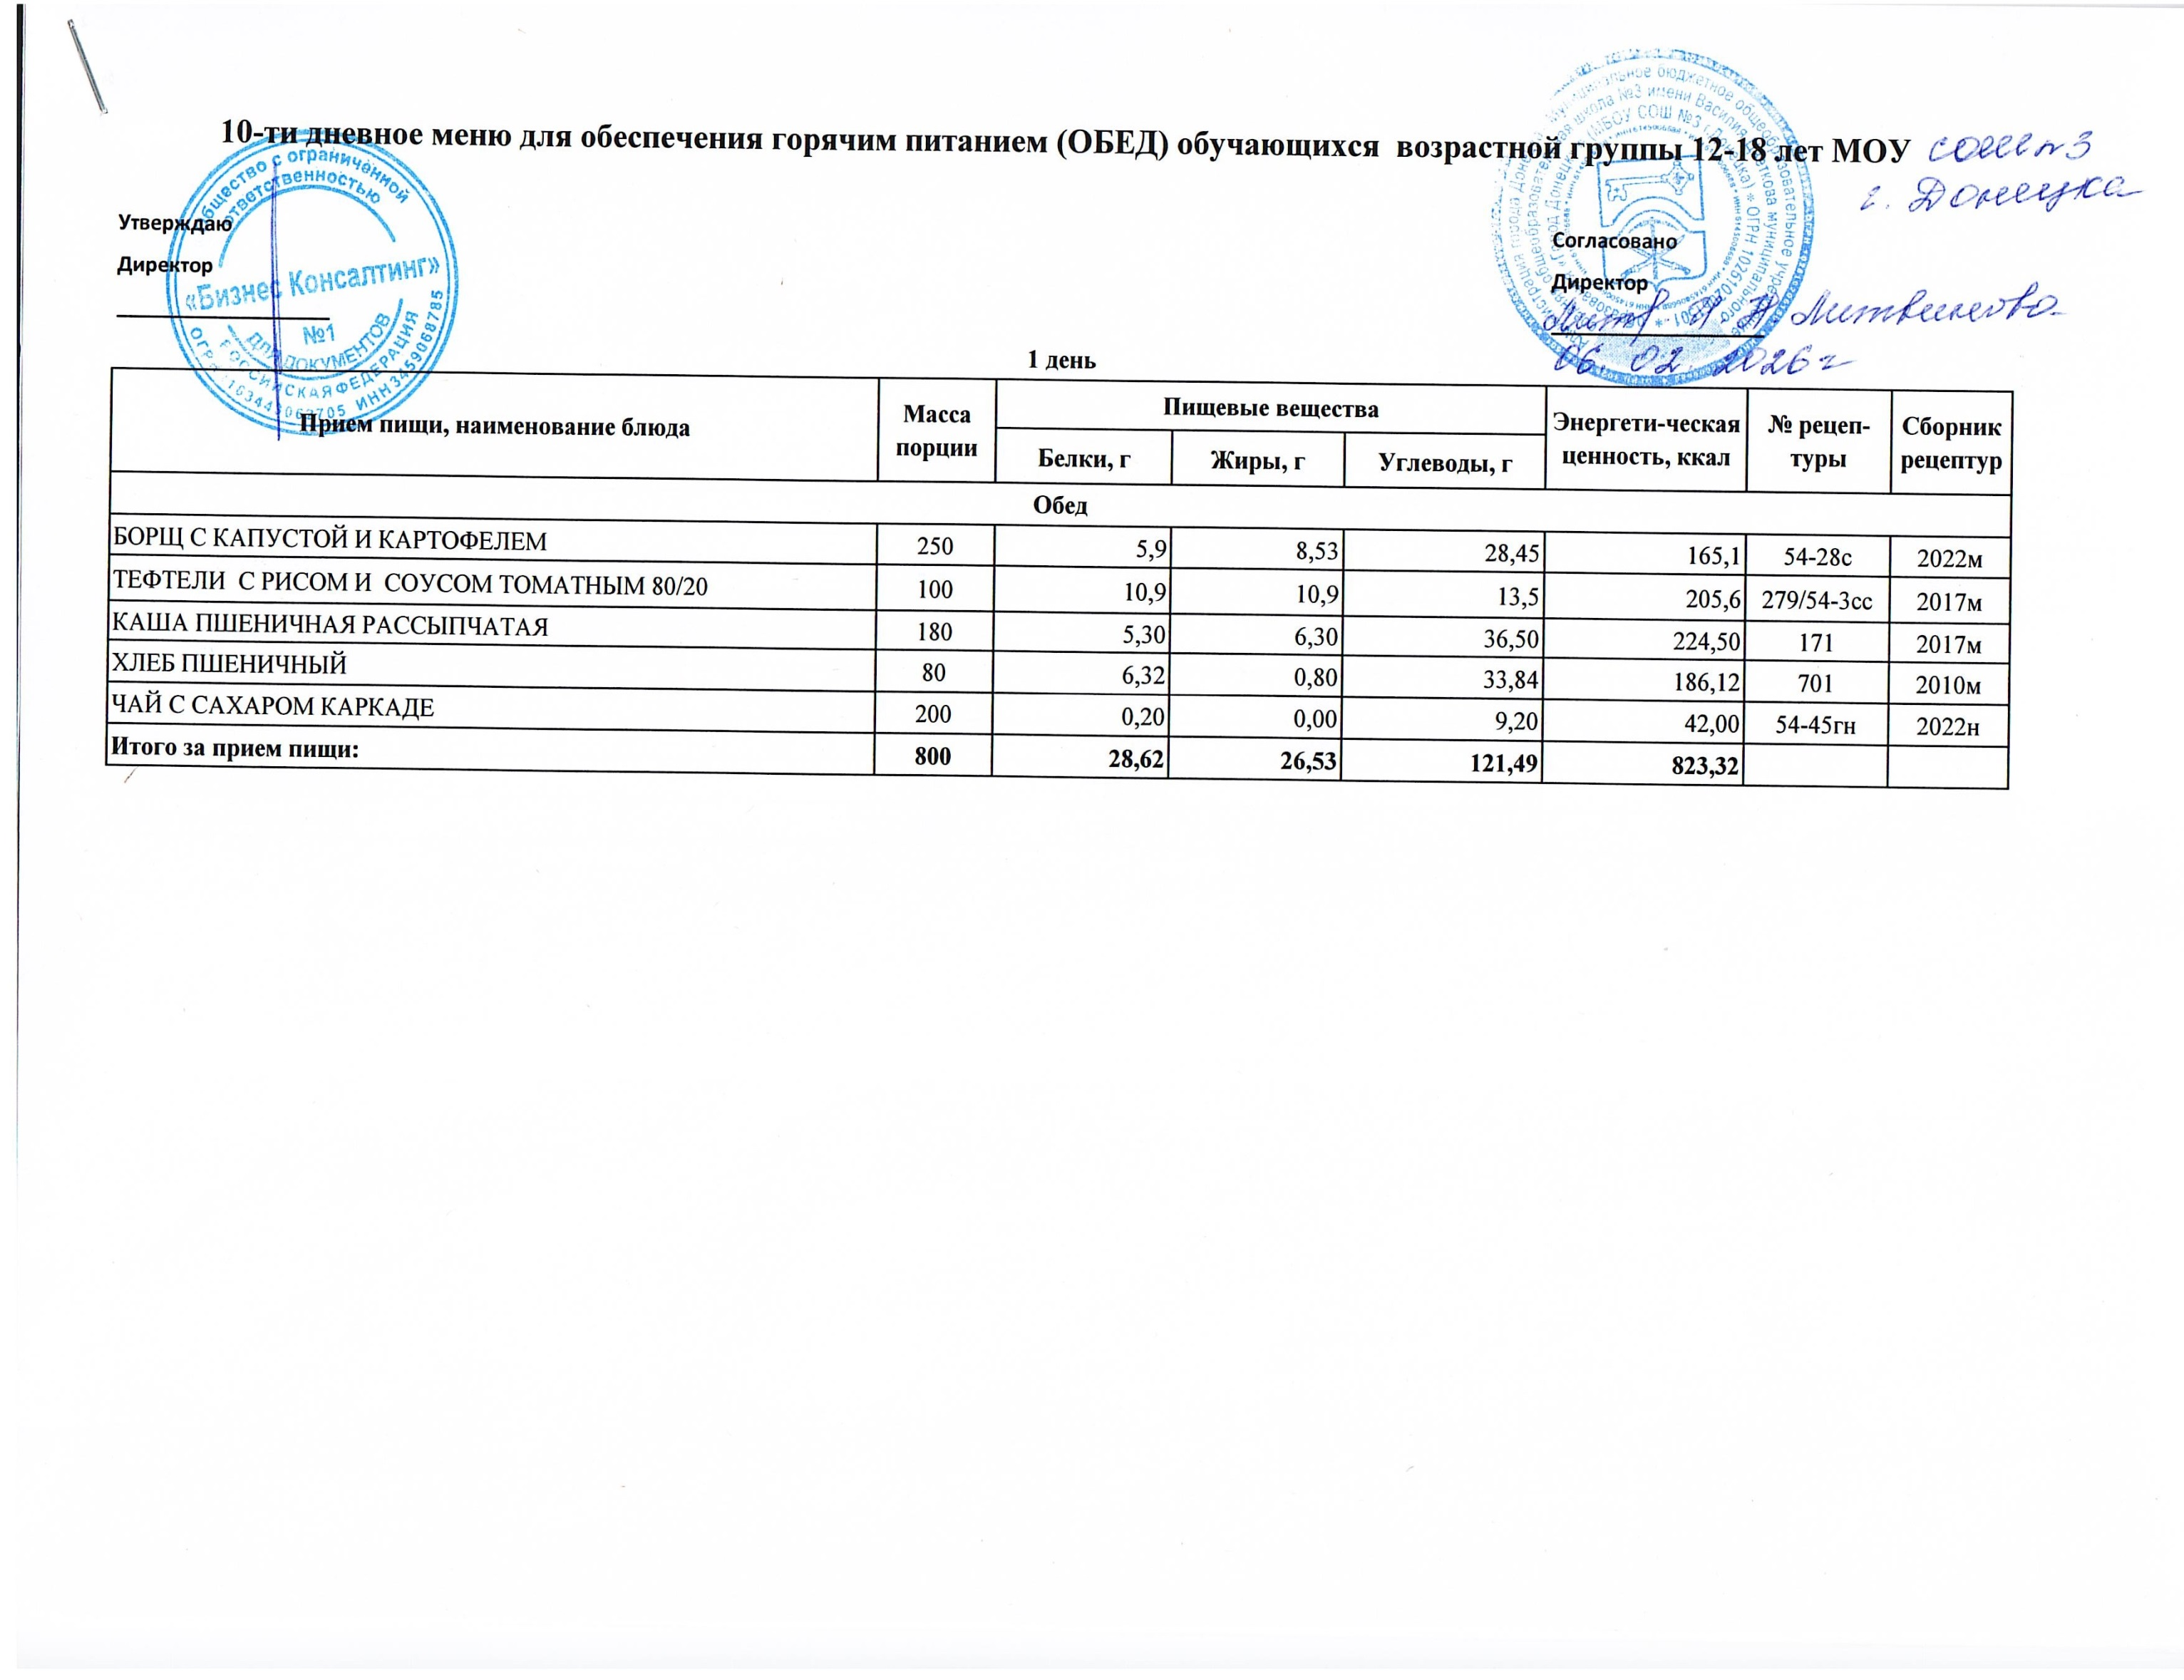 10-ти дневное меню для обеспечения горячим питанием (ОБЕД) обучающихся возрастной группы 12-18 лет МОУ СОШ №3
г. Донецка
Утверждаю
Директор
Общество с ограниченной
ответственностью
«Бизнес Консалтинг»
№1
ДЛЯ ДОКУМЕНТОВ
РОССИЙСКАЯ ФЕДЕРАЦИЯ
ИНН 3459068785
Согласовано
Директор
Литвинова
06.02.2026г
1 день
Прием пищи, наименование блюда Масса порции Пищевые вещества Энергети-ческая ценность, ккал № рецеп-туры Сборник рецептур
Белки, г Жиры, г Углеводы, г
Обед
БОРЩ С КАПУСТОЙ И КАРТОФЕЛЕМ 250 5,9 8,53 28,45 165,1 54-28с 2022м
ТЕФТЕЛИ С РИСОМ И СОУСОМ ТОМАТНЫМ 80/20 100 10,9 10,9 13,5 205,6 279/54-3сс 2017м
КАША ПШЕНИЧНАЯ РАССЫПЧАТАЯ 180 5,30 6,30 36,50 224,50 171 2017м
ХЛЕБ ПШЕНИЧНЫЙ 80 6,32 0,80 33,84 186,12 701 2010м
ЧАЙ С САХАРОМ КАРКАДЕ 200 0,20 0,00 9,20 42,00 54-45гн 2022н
Итого за прием пищи: 800 28,62 26,53 121,49 823,32